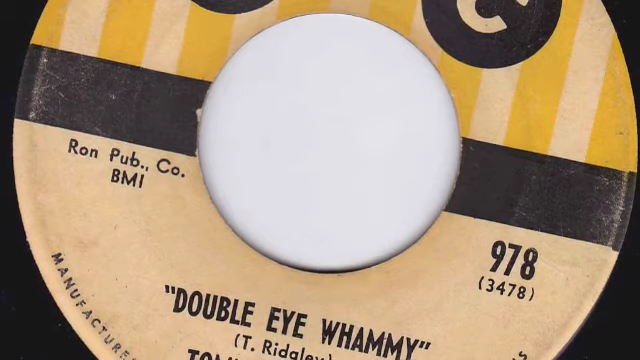 C
Ron Pub., Co.
BMI
978
(3478)
"DOUBLE EYE WHAMMY"
(T. Ridgley)